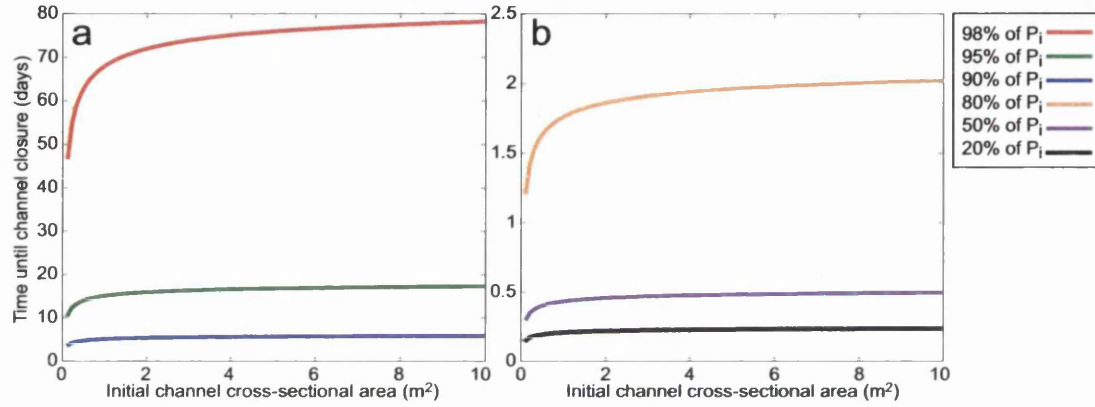 a
b
80
70
60
50
40
30
20
10
0
2.5
2
1.5
1
0.5
0
Time until channel closure (days)
0 2 4 6 8 10
0 2 4 6 8 10
Initial channel cross-sectional area (m²)
Initial channel cross-sectional area (m²)
98% of Pi
95% of Pi
90% of Pi
80% of Pi
50% of Pi
20% of Pi